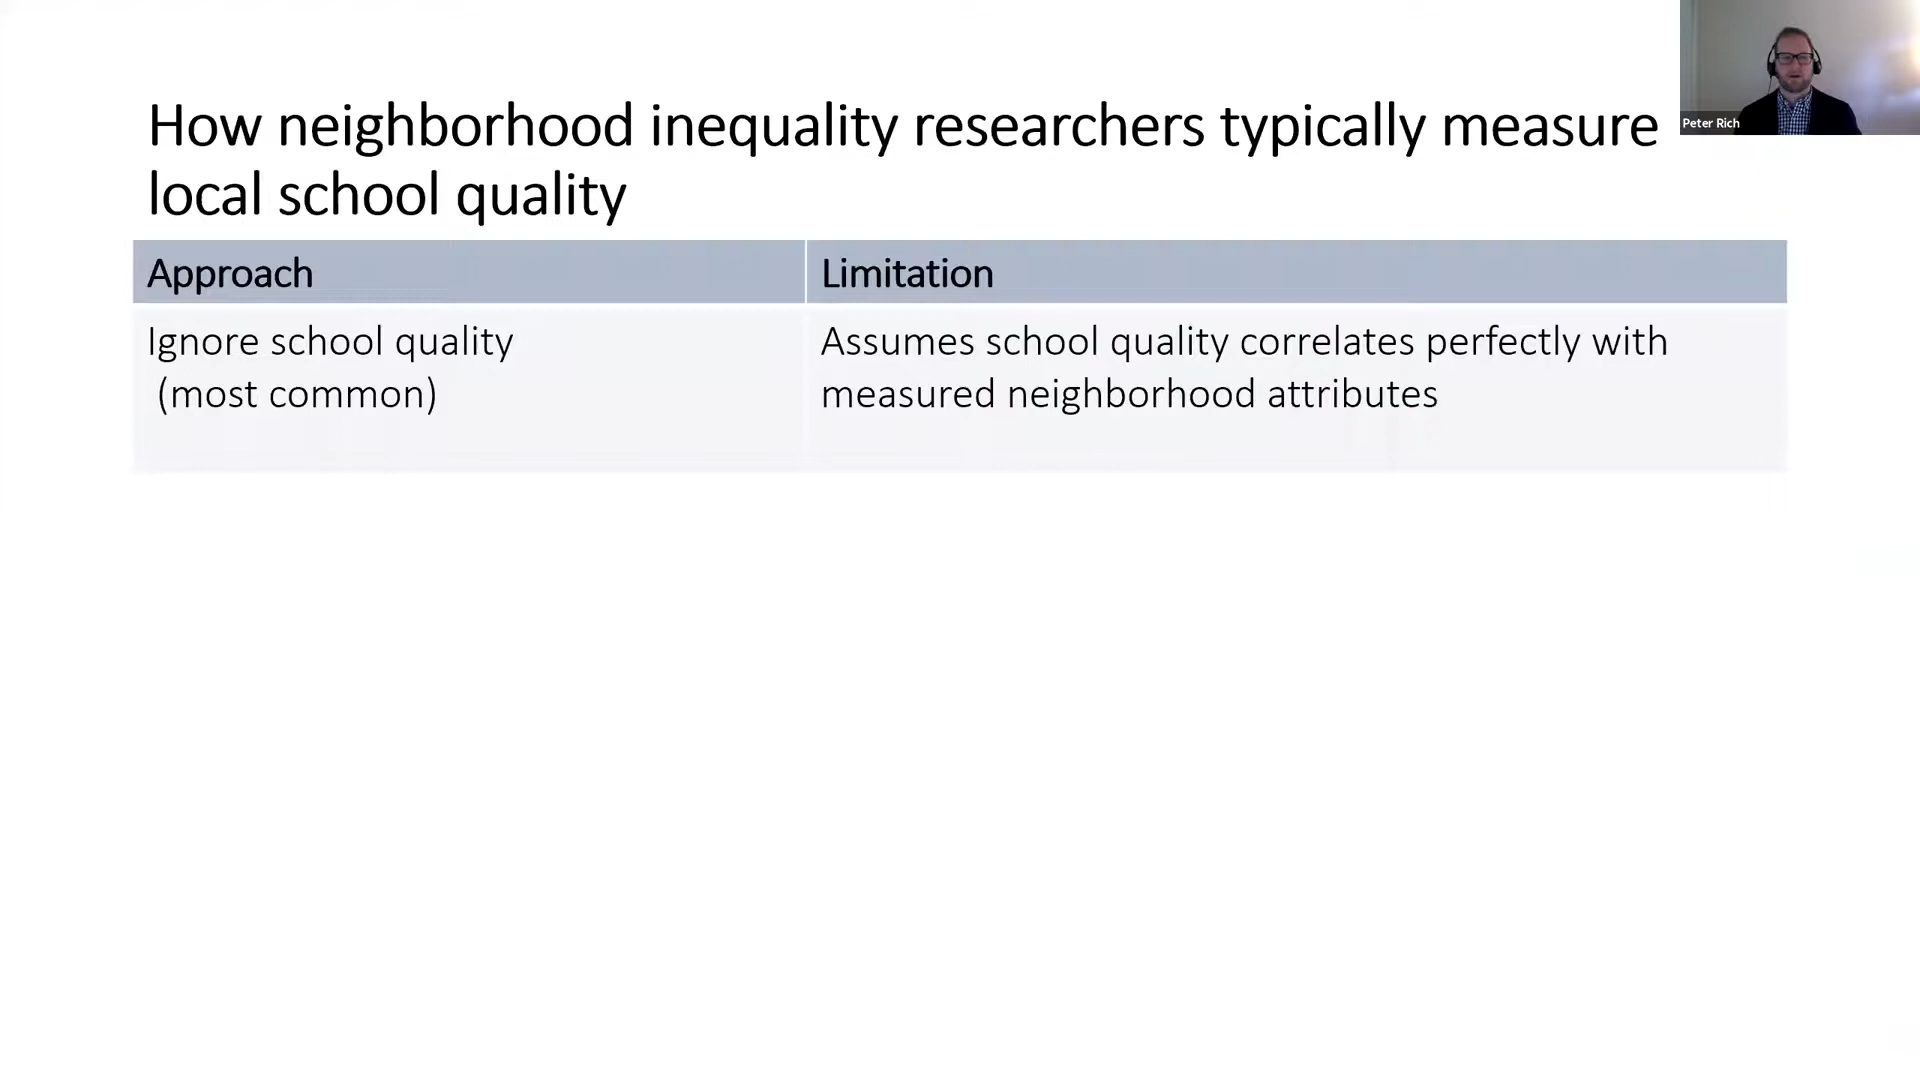 How neighborhood inequality researchers typically measure
local school quality
Peter Rich
Approach
Limitation
Ignore school quality
(most common)
Assumes school quality correlates perfectly with
measured neighborhood attributes